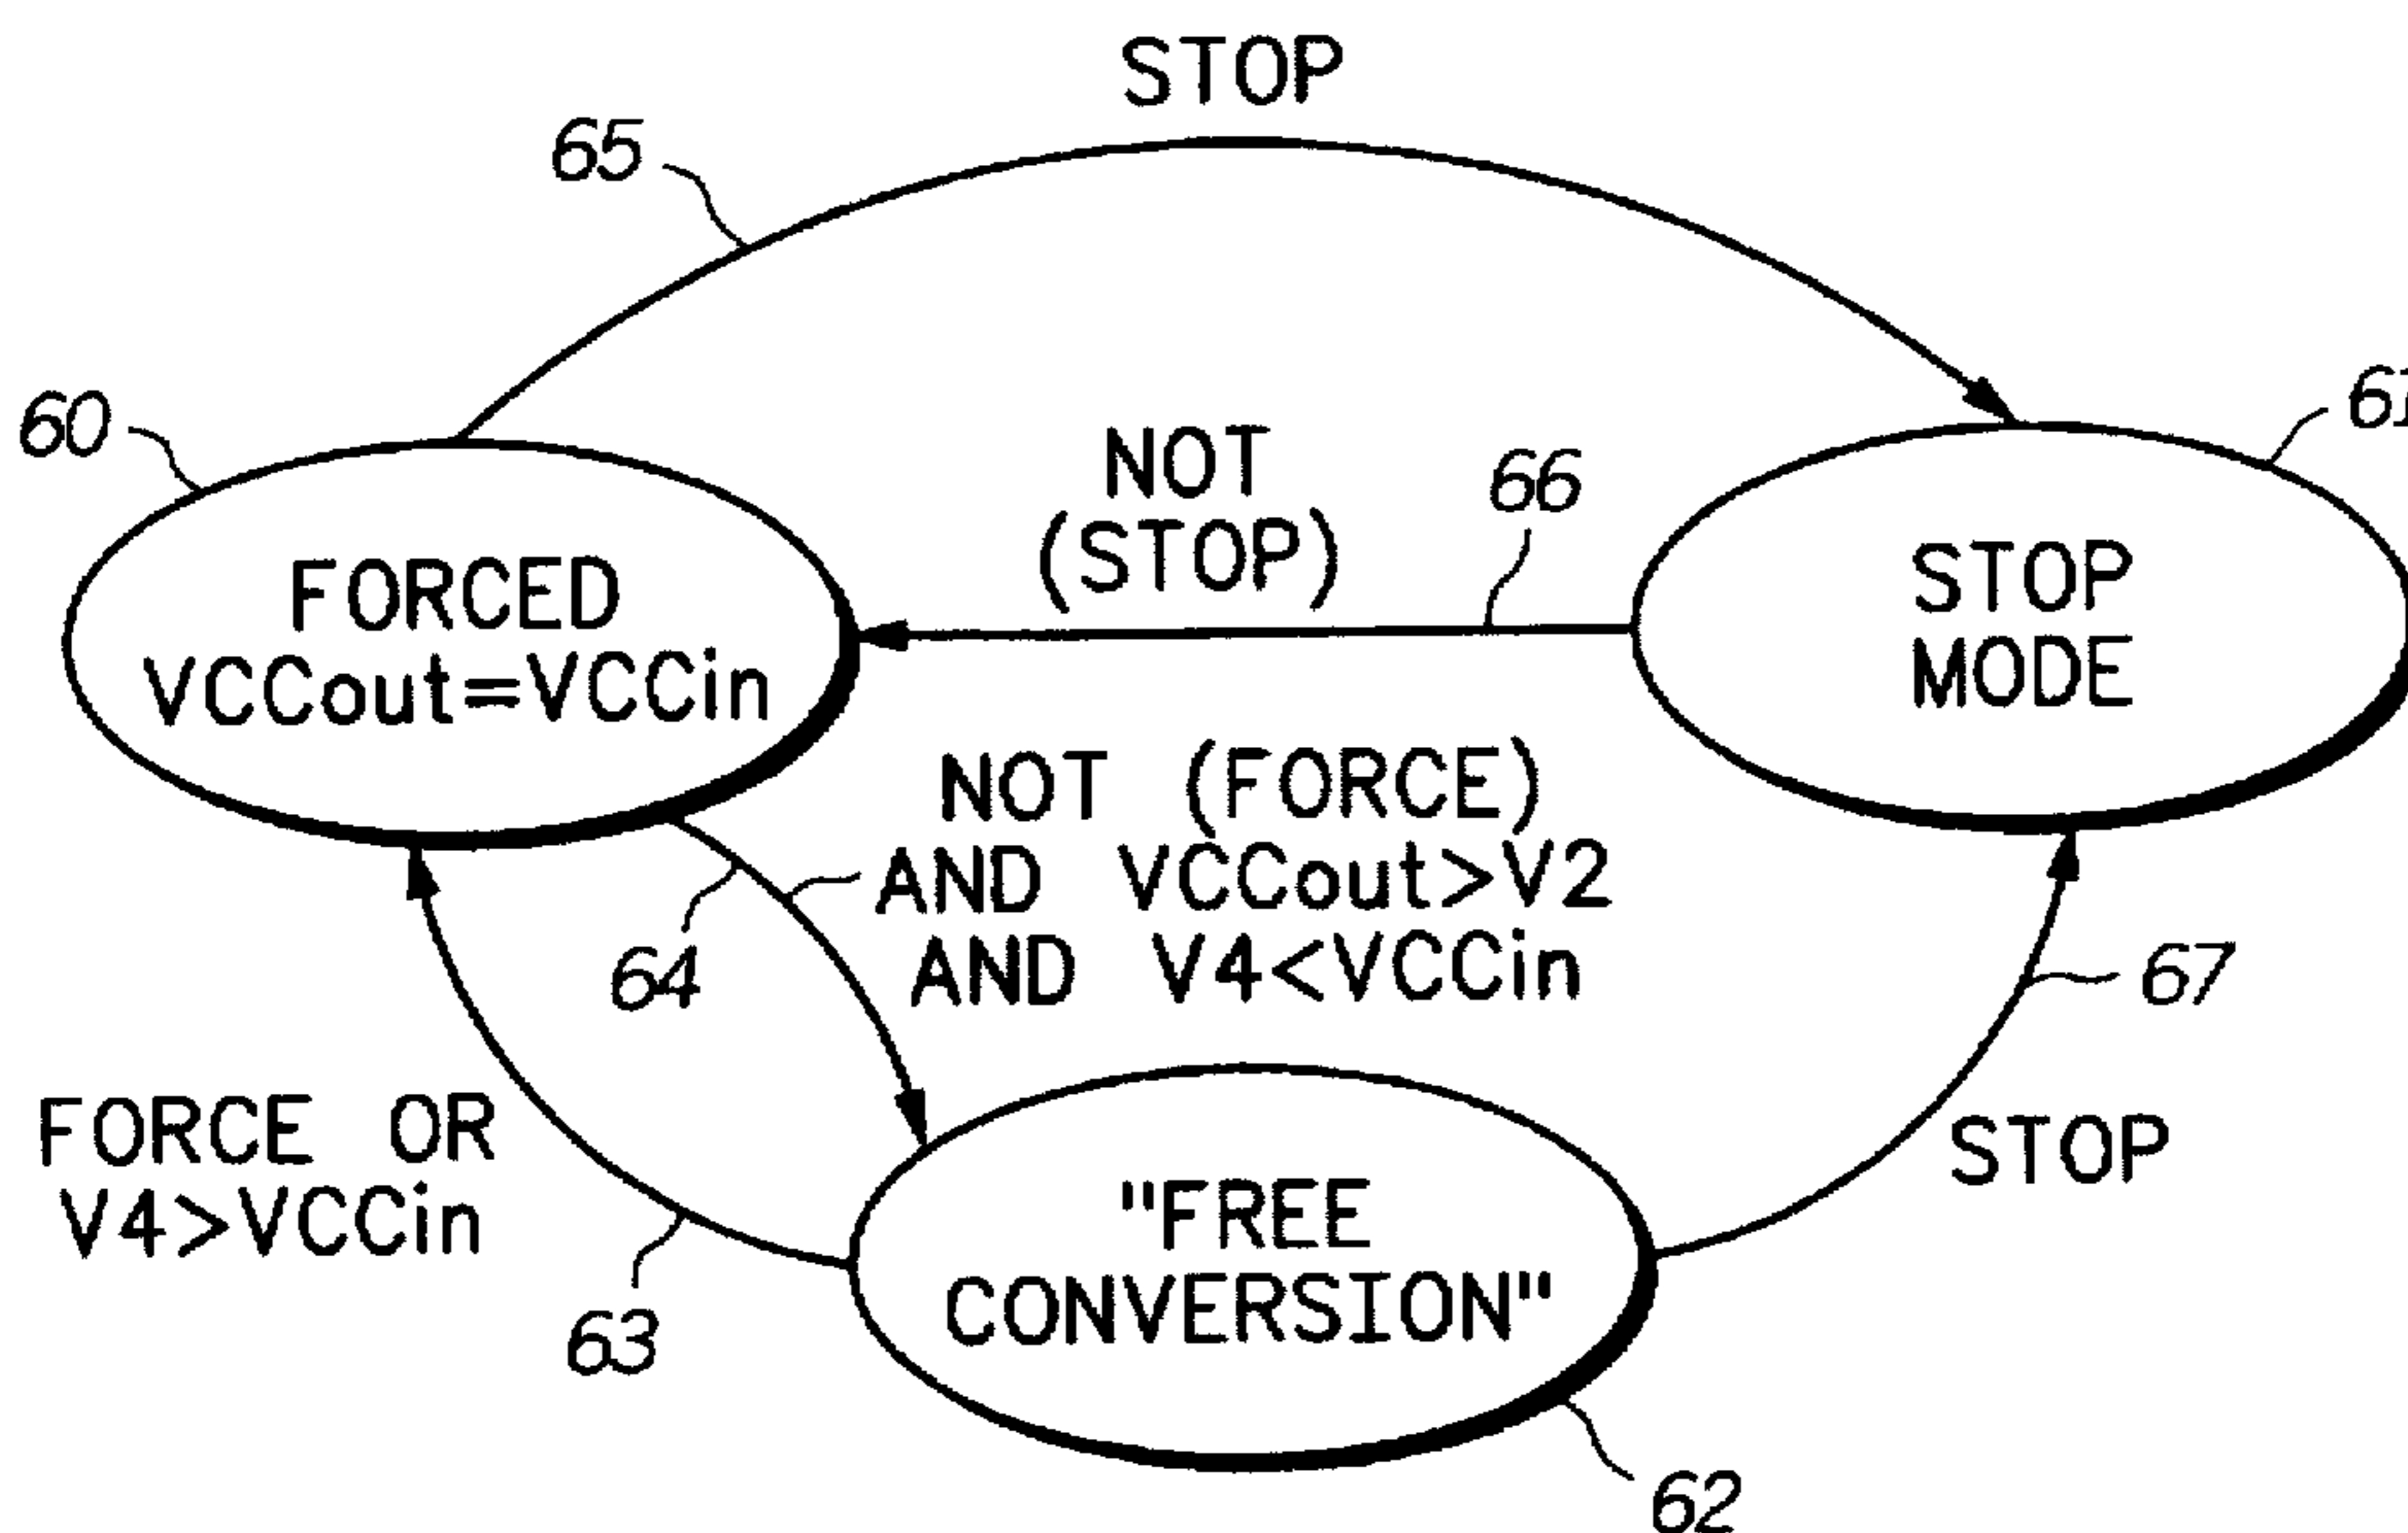 STOP
65
60
NOT
(STOP)
66
61
FORCED
VCCout=VCCin
STOP
MODE
NOT (FORCE)
AND VCCout>V2
AND V4<VCCin
64
67
FORCE OR
V4>VCCin
STOP
63
"FREE
CONVERSION"
62